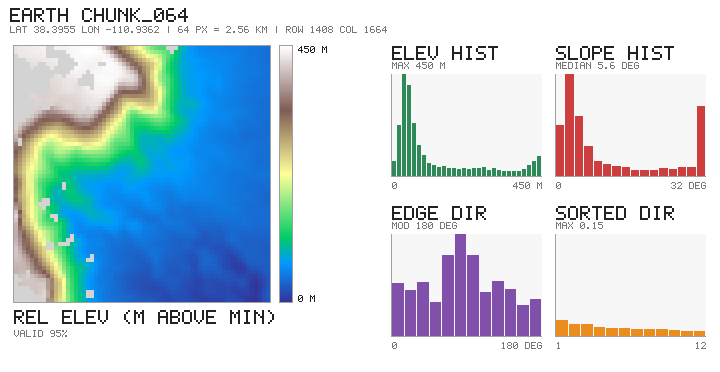 EARTH CHUNK_064
LAT 38.3955 LON -110.9362 | 64 PX = 2.56 KM | ROW 1408 COL 1664
450 M
0 M
REL ELEV (M ABOVE MIN)
VALID 95%
ELEV HIST
MAX 450 M
0 450 M
SLOPE HIST
MEDIAN 5.6 DEG
0 32 DEG
EDGE DIR
MOD 180 DEG
0 180 DEG
SORTED DIR
MAX 0.15
1 12